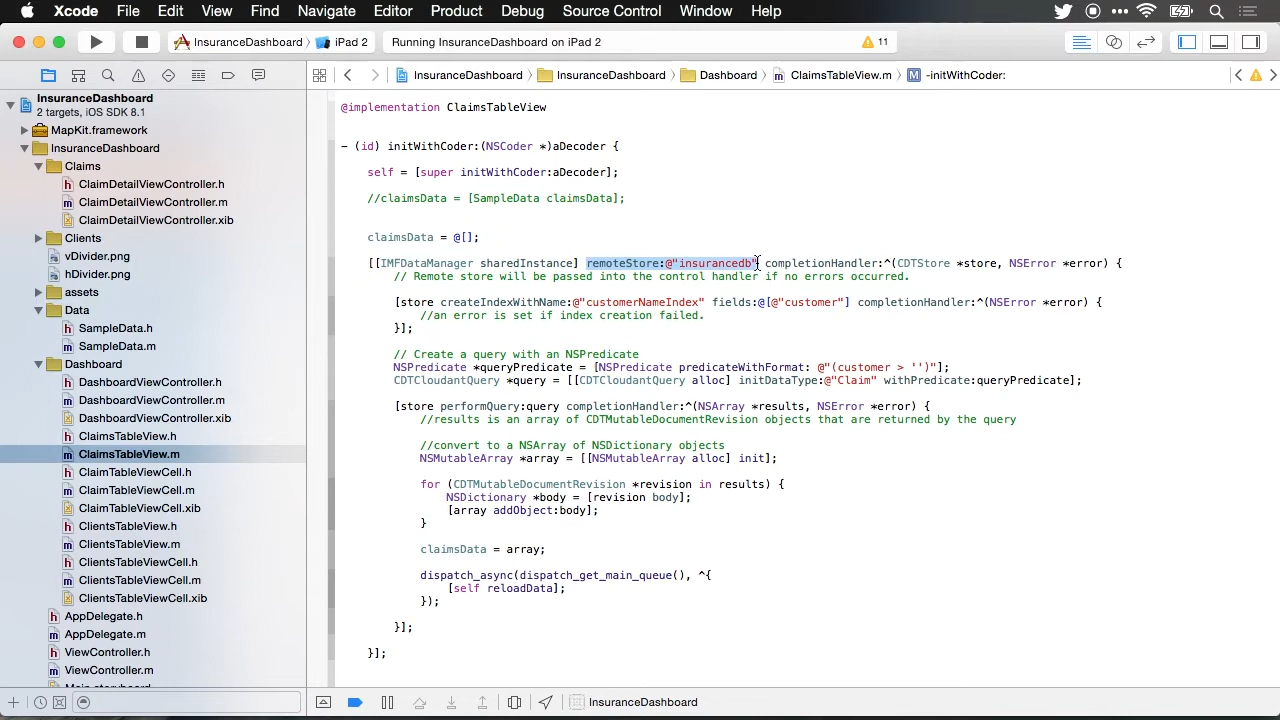 Xcode File Edit View Find Navigate Editor Product Debug Source Control Window Help
InsuranceDashboard iPad 2 Running InsuranceDashboard on iPad 2 11
InsuranceDashboard InsuranceDashboard Dashboard ClaimsTableView.m M -initWithCoder:
InsuranceDashboard
2 targets, iOS SDK 8.1
MapKit.framework
InsuranceDashboard
Claims
h ClaimDetailViewController.h
m ClaimDetailViewController.m
ClaimDetailViewController.xib
Clients
vDivider.png
hDivider.png
assets
Data
h SampleData.h
m SampleData.m
Dashboard
h DashboardViewController.h
m DashboardViewController.m
DashboardViewController.xib
h ClaimsTableView.h
m ClaimsTableView.m
h ClaimTableViewCell.h
m ClaimTableViewCell.m
ClaimTableViewCell.xib
h ClientsTableView.h
m ClientsTableView.m
h ClientsTableViewCell.h
m ClientsTableViewCell.m
ClientsTableViewCell.xib
h AppDelegate.h
m AppDelegate.m
h ViewController.h
m ViewController.m
Main.storyboard
@implementation ClaimsTableView
- (id) initWithCoder:(NSCoder *)aDecoder {
self = [super initWithCoder:aDecoder];
//claimsData = [SampleData claimsData];
claimsData = @[];
[[IMFDataManager sharedInstance] remoteStore:@"insurancedb" completionHandler:^(CDTStore *store, NSError *error) {
// Remote store will be passed into the control handler if no errors occurred.
[store createIndexWithName:@"customerNameIndex" fields:@[@"customer"] completionHandler:^(NSError *error) {
//an error is set if index creation failed.
}];
// Create a query with an NSPredicate
NSPredicate *queryPredicate = [NSPredicate predicateWithFormat: @"(customer > '')"];
CDTCloudantQuery *query = [[CDTCloudantQuery alloc] initDataType:@"Claim" withPredicate:queryPredicate];
[store performQuery:query completionHandler:^(NSArray *results, NSError *error) {
//results is an array of CDTMutableDocumentRevision objects that are returned by the query
//convert to a NSArray of NSDictionary objects
NSMutableArray *array = [[NSMutableArray alloc] init];
for (CDTMutableDocumentRevision *revision in results) {
NSDictionary *body = [revision body];
[array addObject:body];
}
claimsData = array;
dispatch_async(dispatch_get_main_queue(), ^{
[self reloadData];
});
}];
}];
InsuranceDashboard